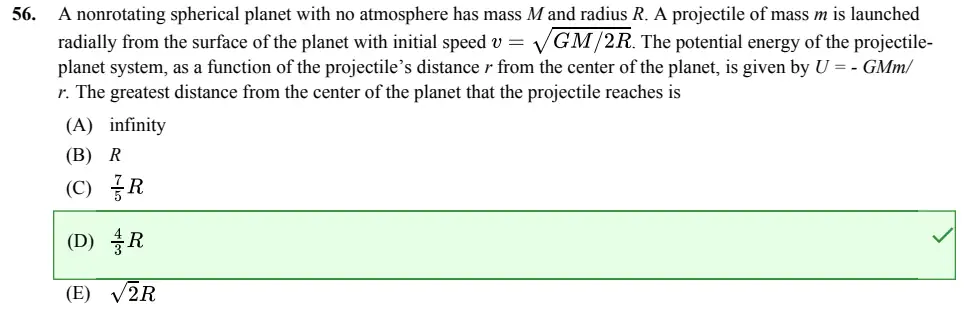 56. A nonrotating spherical planet with no atmosphere has mass M and radius R. A projectile of mass m is launched
radially from the surface of the planet with initial speed v = √(GM/2R). The potential energy of the projectile-
planet system, as a function of the projectile's distance r from the center of the planet, is given by U = - GMm/
r. The greatest distance from the center of the planet that the projectile reaches is
(A) infinity
(B) R
(C) 7/5 R
(D) 4/3 R
(E) √2R